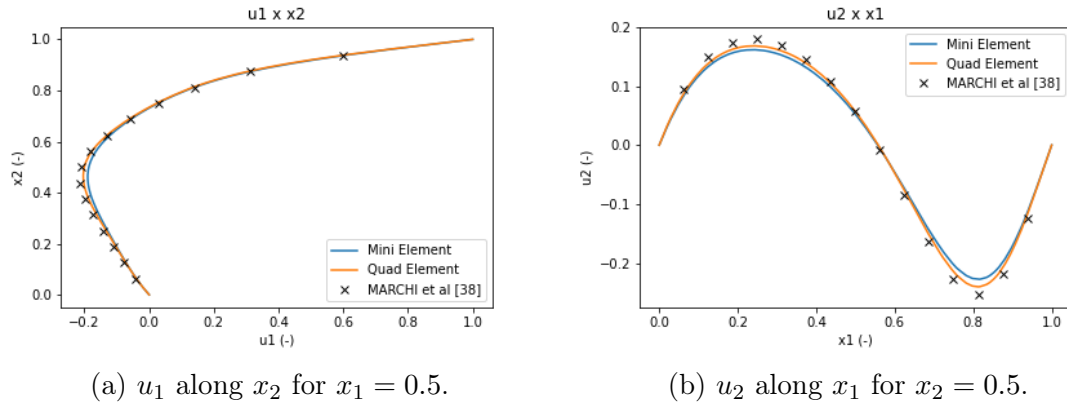 u1 x x2
1.0
0.8
0.6
0.4
0.2
0.0
x2 (-)
Mini Element
Quad Element
MARCHI et al [38]
−0.2 0.0 0.2 0.4 0.6 0.8 1.0
u1 (-)
(a) u₁ along x₂ for x₁ = 0.5.
u2 x x1
0.2
0.1
0.0
−0.1
−0.2
u2 (-)
Mini Element
Quad Element
MARCHI et al [38]
0.0 0.2 0.4 0.6 0.8 1.0
x1 (-)
(b) u₂ along x₁ for x₂ = 0.5.